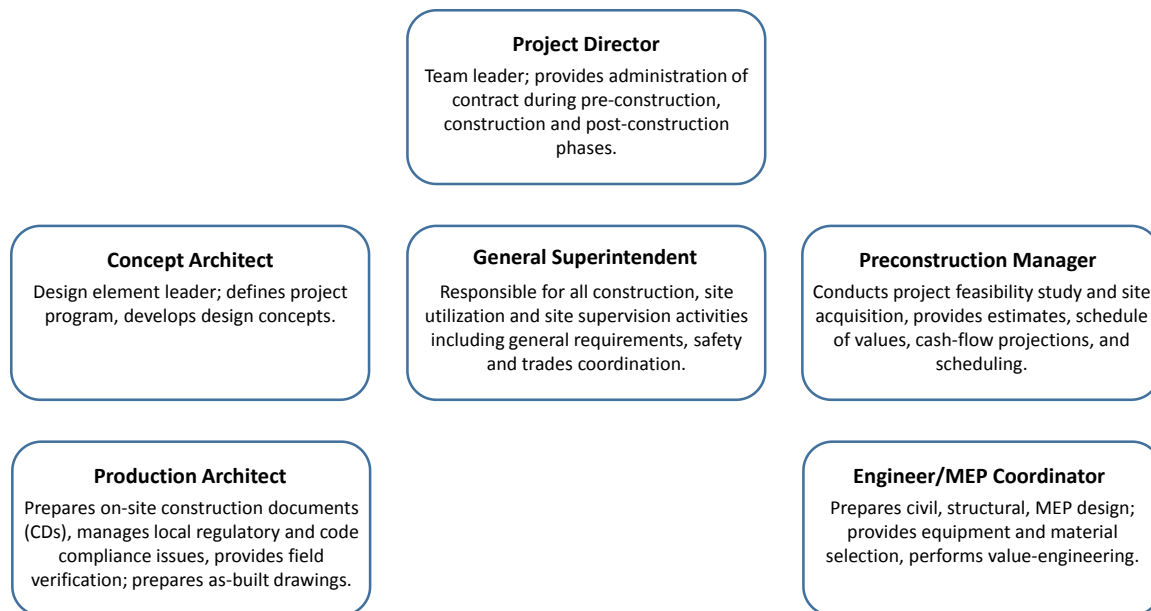 Project Director
Team leader; provides administration of
contract during pre-construction,
construction and post-construction
phases.
Concept Architect
Design element leader; defines project
program, develops design concepts.
General Superintendent
Responsible for all construction, site
utilization and site supervision activities
including general requirements, safety
and trades coordination.
Preconstruction Manager
Conducts project feasibility study and site
acquisition, provides estimates, schedule
of values, cash-flow projections, and
scheduling.
Production Architect
Prepares on-site construction documents
(CDs), manages local regulatory and code
compliance issues, provides field
verification; prepares as-built drawings.
Engineer/MEP Coordinator
Prepares civil, structural, MEP design;
provides equipment and material
selection, performs value-engineering.